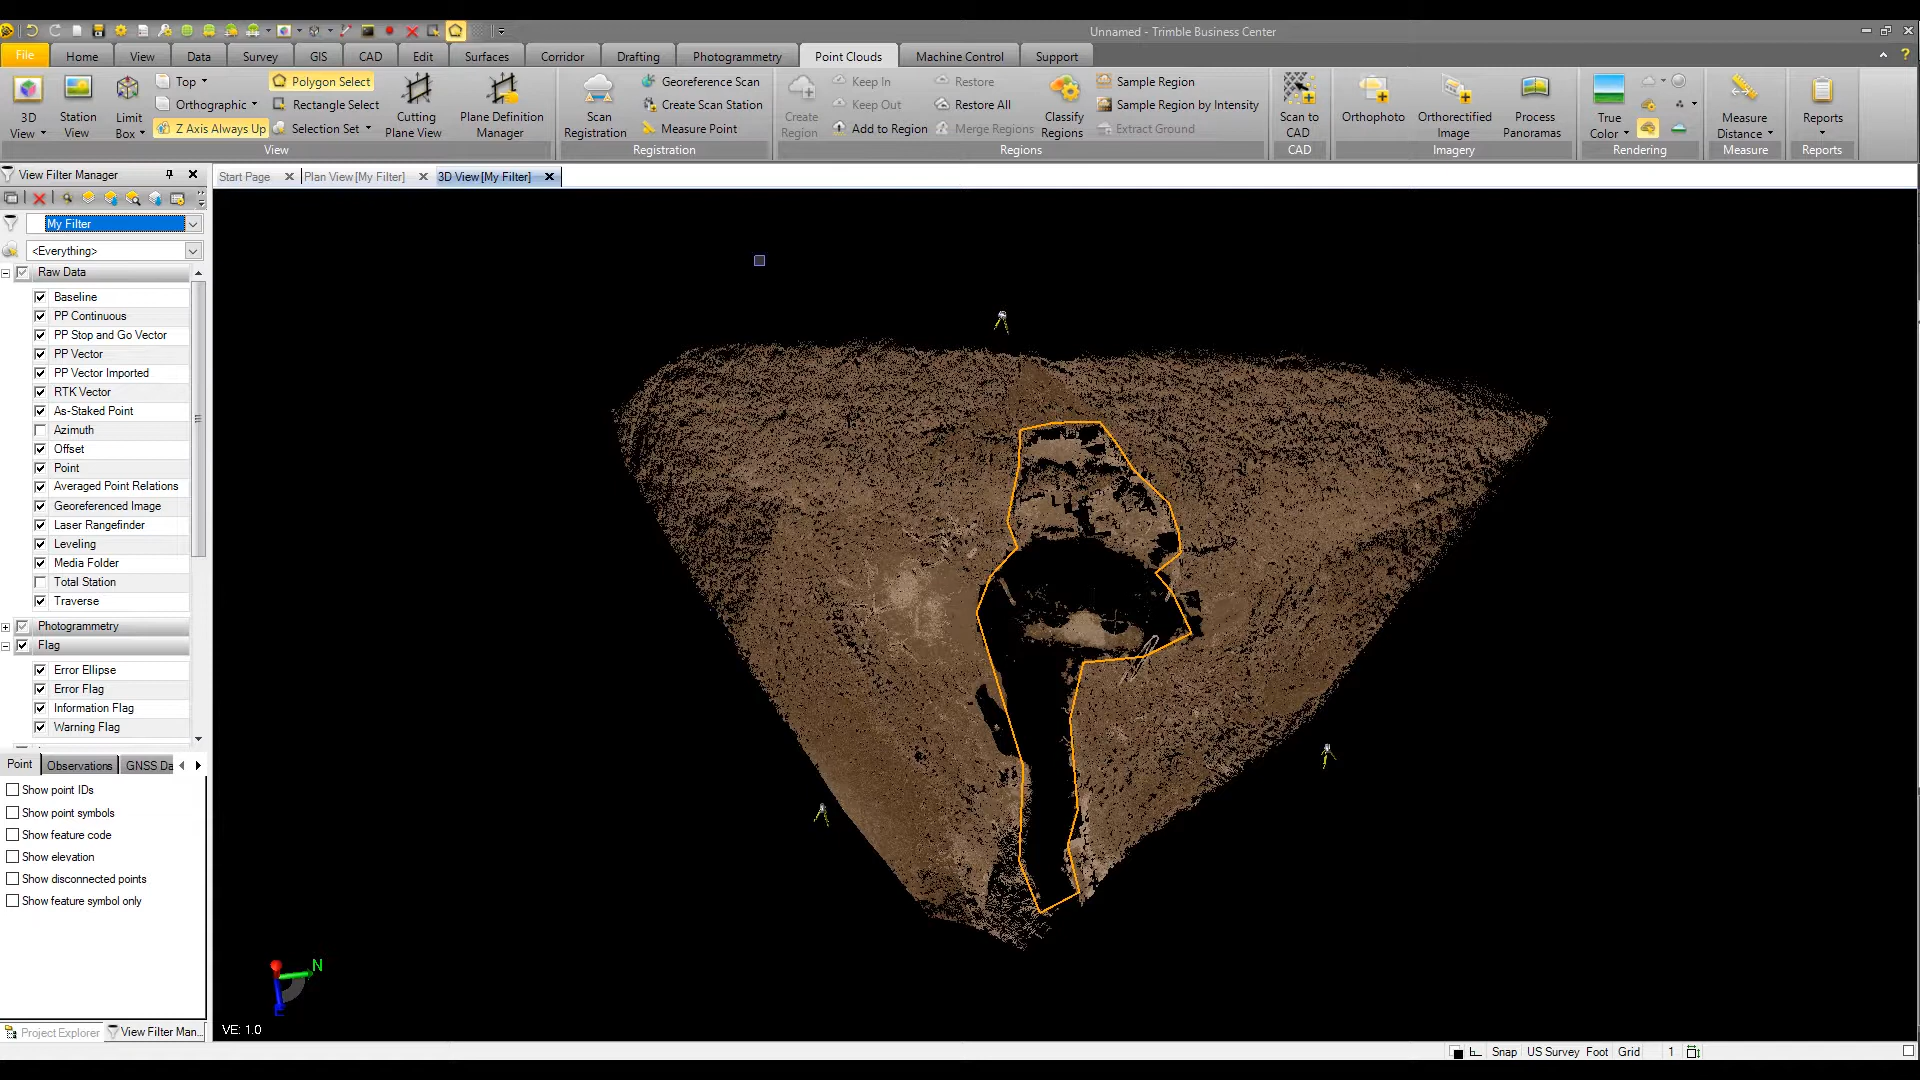 Unnamed - Trimble Business Center
File Home View Data Survey GIS CAD Edit Surfaces Corridor Drafting Photogrammetry Point Clouds Machine Control Support
3D View
Station View
Limit Box
Top
Orthographic
Z Axis Always Up
Polygon Select
Rectangle Select
Selection Set
Cutting Plane View
Plane Definition Manager
View
Scan Registration
Georeference Scan
Create Scan Station
Measure Point
Registration
Create Region
Keep In
Keep Out
Add to Region
Restore
Restore All
Merge Regions
Classify Regions
Sample Region
Sample Region by Intensity
Extract Ground
Regions
Scan to CAD
CAD
Orthophoto
Orthorectified Image
Process Panoramas
Imagery
True Color
Rendering
Measure Distance
Measure
Reports
Reports
View Filter Manager
Start Page
Plan View [My Filter]
3D View [My Filter]
My Filter
<Everything>
Raw Data
Baseline
PP Continuous
PP Stop and Go Vector
PP Vector
PP Vector Imported
RTK Vector
As-Staked Point
Azimuth
Offset
Point
Averaged Point Relations
Georeferenced Image
Laser Rangefinder
Leveling
Media Folder
Total Station
Traverse
Photogrammetry
Flag
Error Ellipse
Error Flag
Information Flag
Warning Flag
Point Observations GNSS Da
Show point IDs
Show point symbols
Show feature code
Show elevation
Show disconnected points
Show feature symbol only
N
VE: 1.0
Project Explorer View Filter Man...
Snap US Survey Foot Grid 1